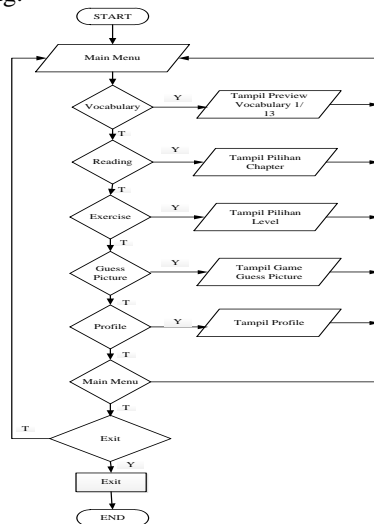 g.
START
Main Menu
Vocabulary
Y
Tampil Preview
Vocabulary 1/
13
T
Reading
Y
Tampil Pilihan
Chapter
T
Exercise
Y
Tampil Pilihan
Level
T
Guess
Picture
Y
Tampil Game
Guess Picture
T
Profile
Y
Tampil Profile
T
Main Menu
T
Exit
T
Y
Exit
END